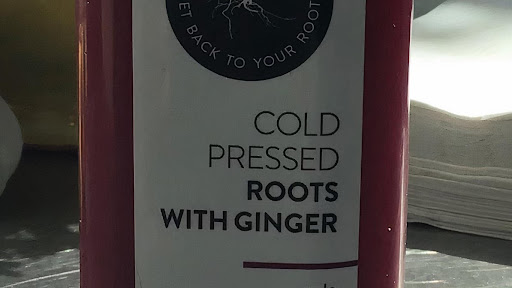 ET BACK TO YOUR ROOT
COLD
PRESSED
ROOTS
WITH GINGER